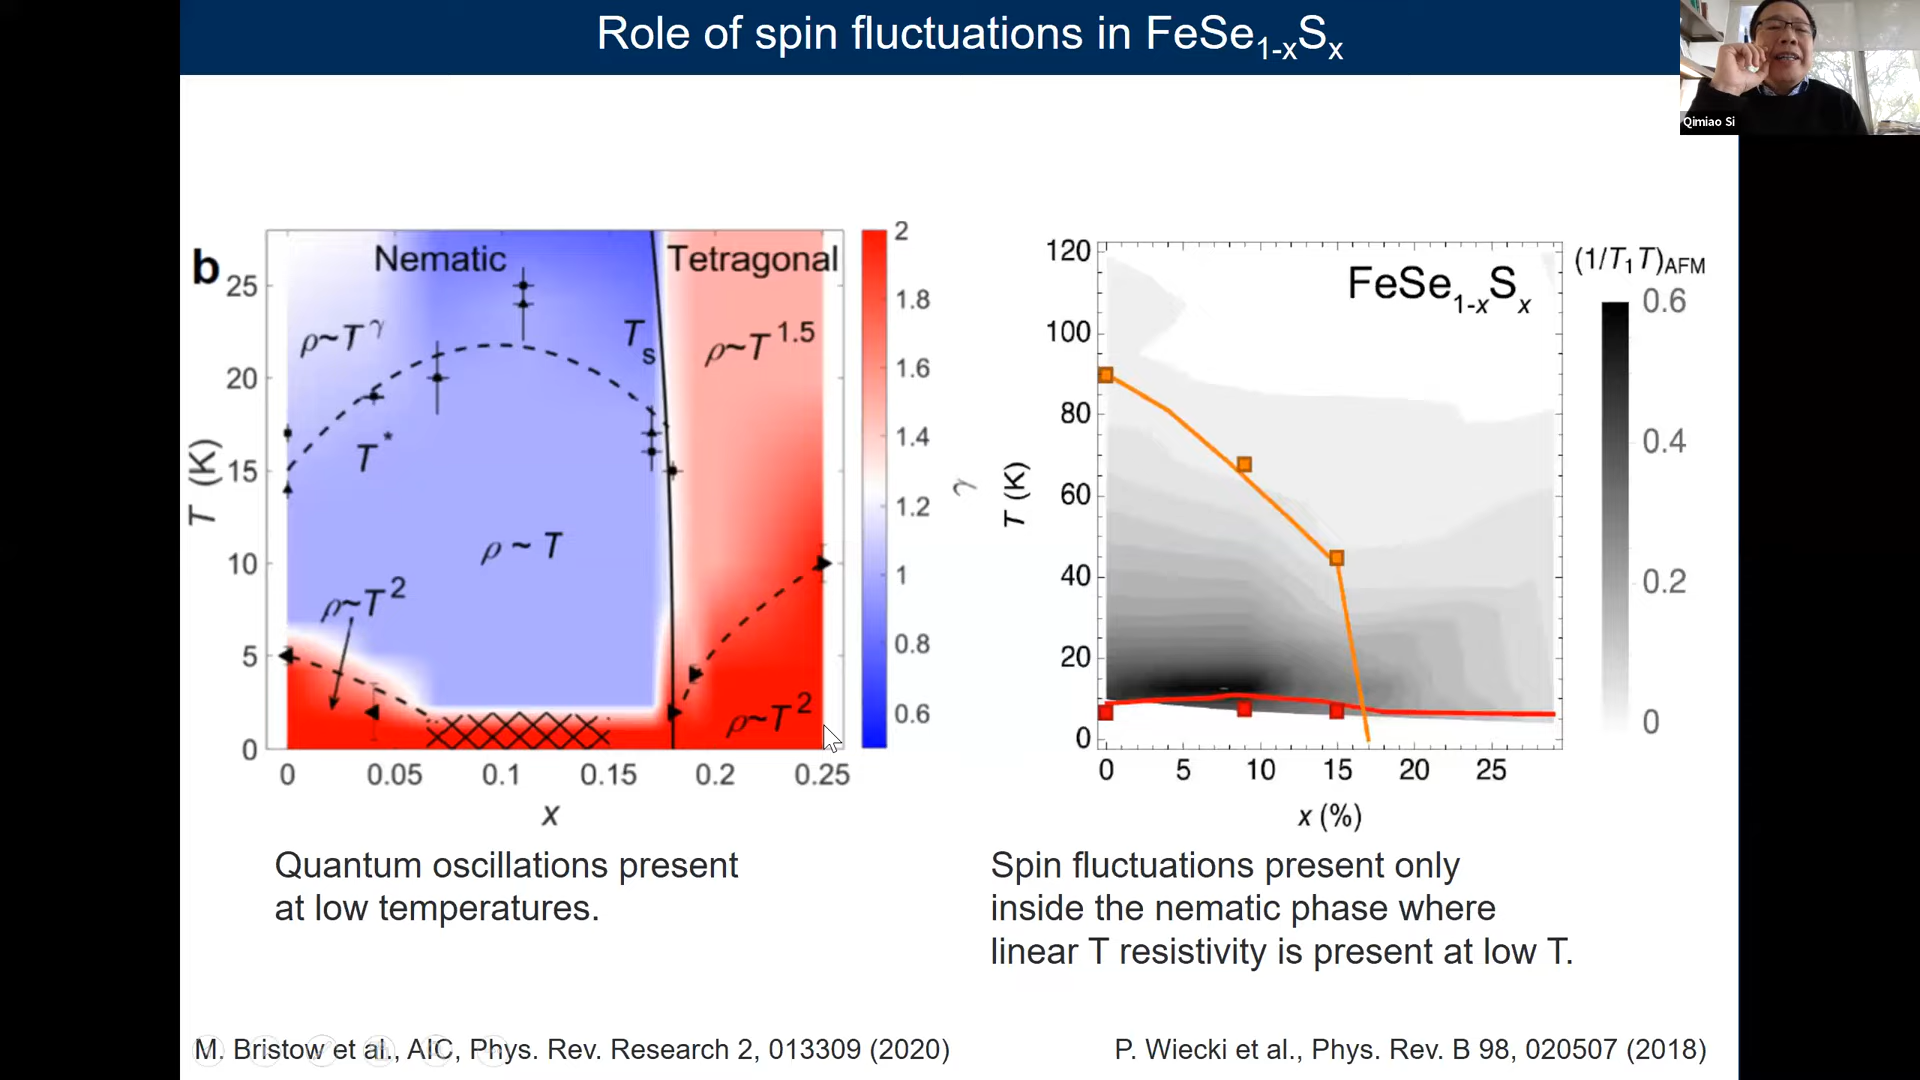 Role of spin fluctuations in FeSe1-xSx
Qimiao Si
b
Nematic
Tetragonal
ρ~T^γ
T*
Ts
ρ~T^1.5
ρ ~ T
ρ~T^2
ρ~T^2
T (K)
25
20
15
10
5
0
0 0.05 0.1 0.15 0.2 0.25
x
2
1.8
1.6
1.4
1.2
1
0.8
0.6
γ
FeSe1-xSx
(1/T1T)AFM
T (K)
120
100
80
60
40
20
0
0 5 10 15 20 25
x (%)
0.6
0.4
0.2
0
Quantum oscillations present
at low temperatures.
Spin fluctuations present only
inside the nematic phase where
linear T resistivity is present at low T.
M. Bristow et al., AIC, Phys. Rev. Research 2, 013309 (2020)
P. Wiecki et al., Phys. Rev. B 98, 020507 (2018)